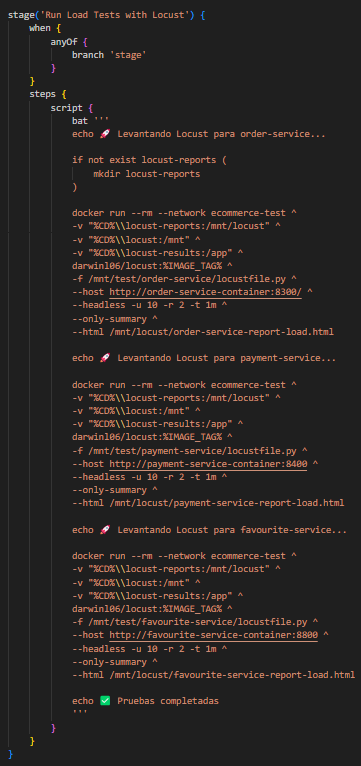 stage('Run Load Tests with Locust') {
    when {
        anyOf {
            branch 'stage'
        }
    }
    steps {
        script {
            bat '''
            echo 🚀 Levantando Locust para order-service...

            if not exist locust-reports (
                mkdir locust-reports
            )

            docker run --rm --network ecommerce-test ^
            -v "%CD%\\locust-reports:/mnt/locust" ^
            -v "%CD%\\locust:/mnt" ^
            -v "%CD%\\locust-results:/app" ^
            darwinl06/locust:%IMAGE_TAG% ^
            -f /mnt/test/order-service/locustfile.py ^
            --host http://order-service-container:8300/ ^
            --headless -u 10 -r 2 -t 1m ^
            --only-summary ^
            --html /mnt/locust/order-service-report-load.html

            echo 🚀 Levantando Locust para payment-service...

            docker run --rm --network ecommerce-test ^
            -v "%CD%\\locust-reports:/mnt/locust" ^
            -v "%CD%\\locust:/mnt" ^
            -v "%CD%\\locust-results:/app" ^
            darwinl06/locust:%IMAGE_TAG% ^
            -f /mnt/test/payment-service/locustfile.py ^
            --host http://payment-service-container:8400 ^
            --headless -u 10 -r 2 -t 1m ^
            --only-summary ^
            --html /mnt/locust/payment-service-report-load.html

            echo 🚀 Levantando Locust para favourite-service...

            docker run --rm --network ecommerce-test ^
            -v "%CD%\\locust-reports:/mnt/locust" ^
            -v "%CD%\\locust:/mnt" ^
            -v "%CD%\\locust-results:/app" ^
            darwinl06/locust:%IMAGE_TAG% ^
            -f /mnt/test/favourite-service/locustfile.py ^
            --host http://favourite-service-container:8800 ^
            --headless -u 10 -r 2 -t 1m ^
            --only-summary ^
            --html /mnt/locust/favourite-service-report-load.html

            echo ✅ Pruebas completadas
            '''
        }
    }
}